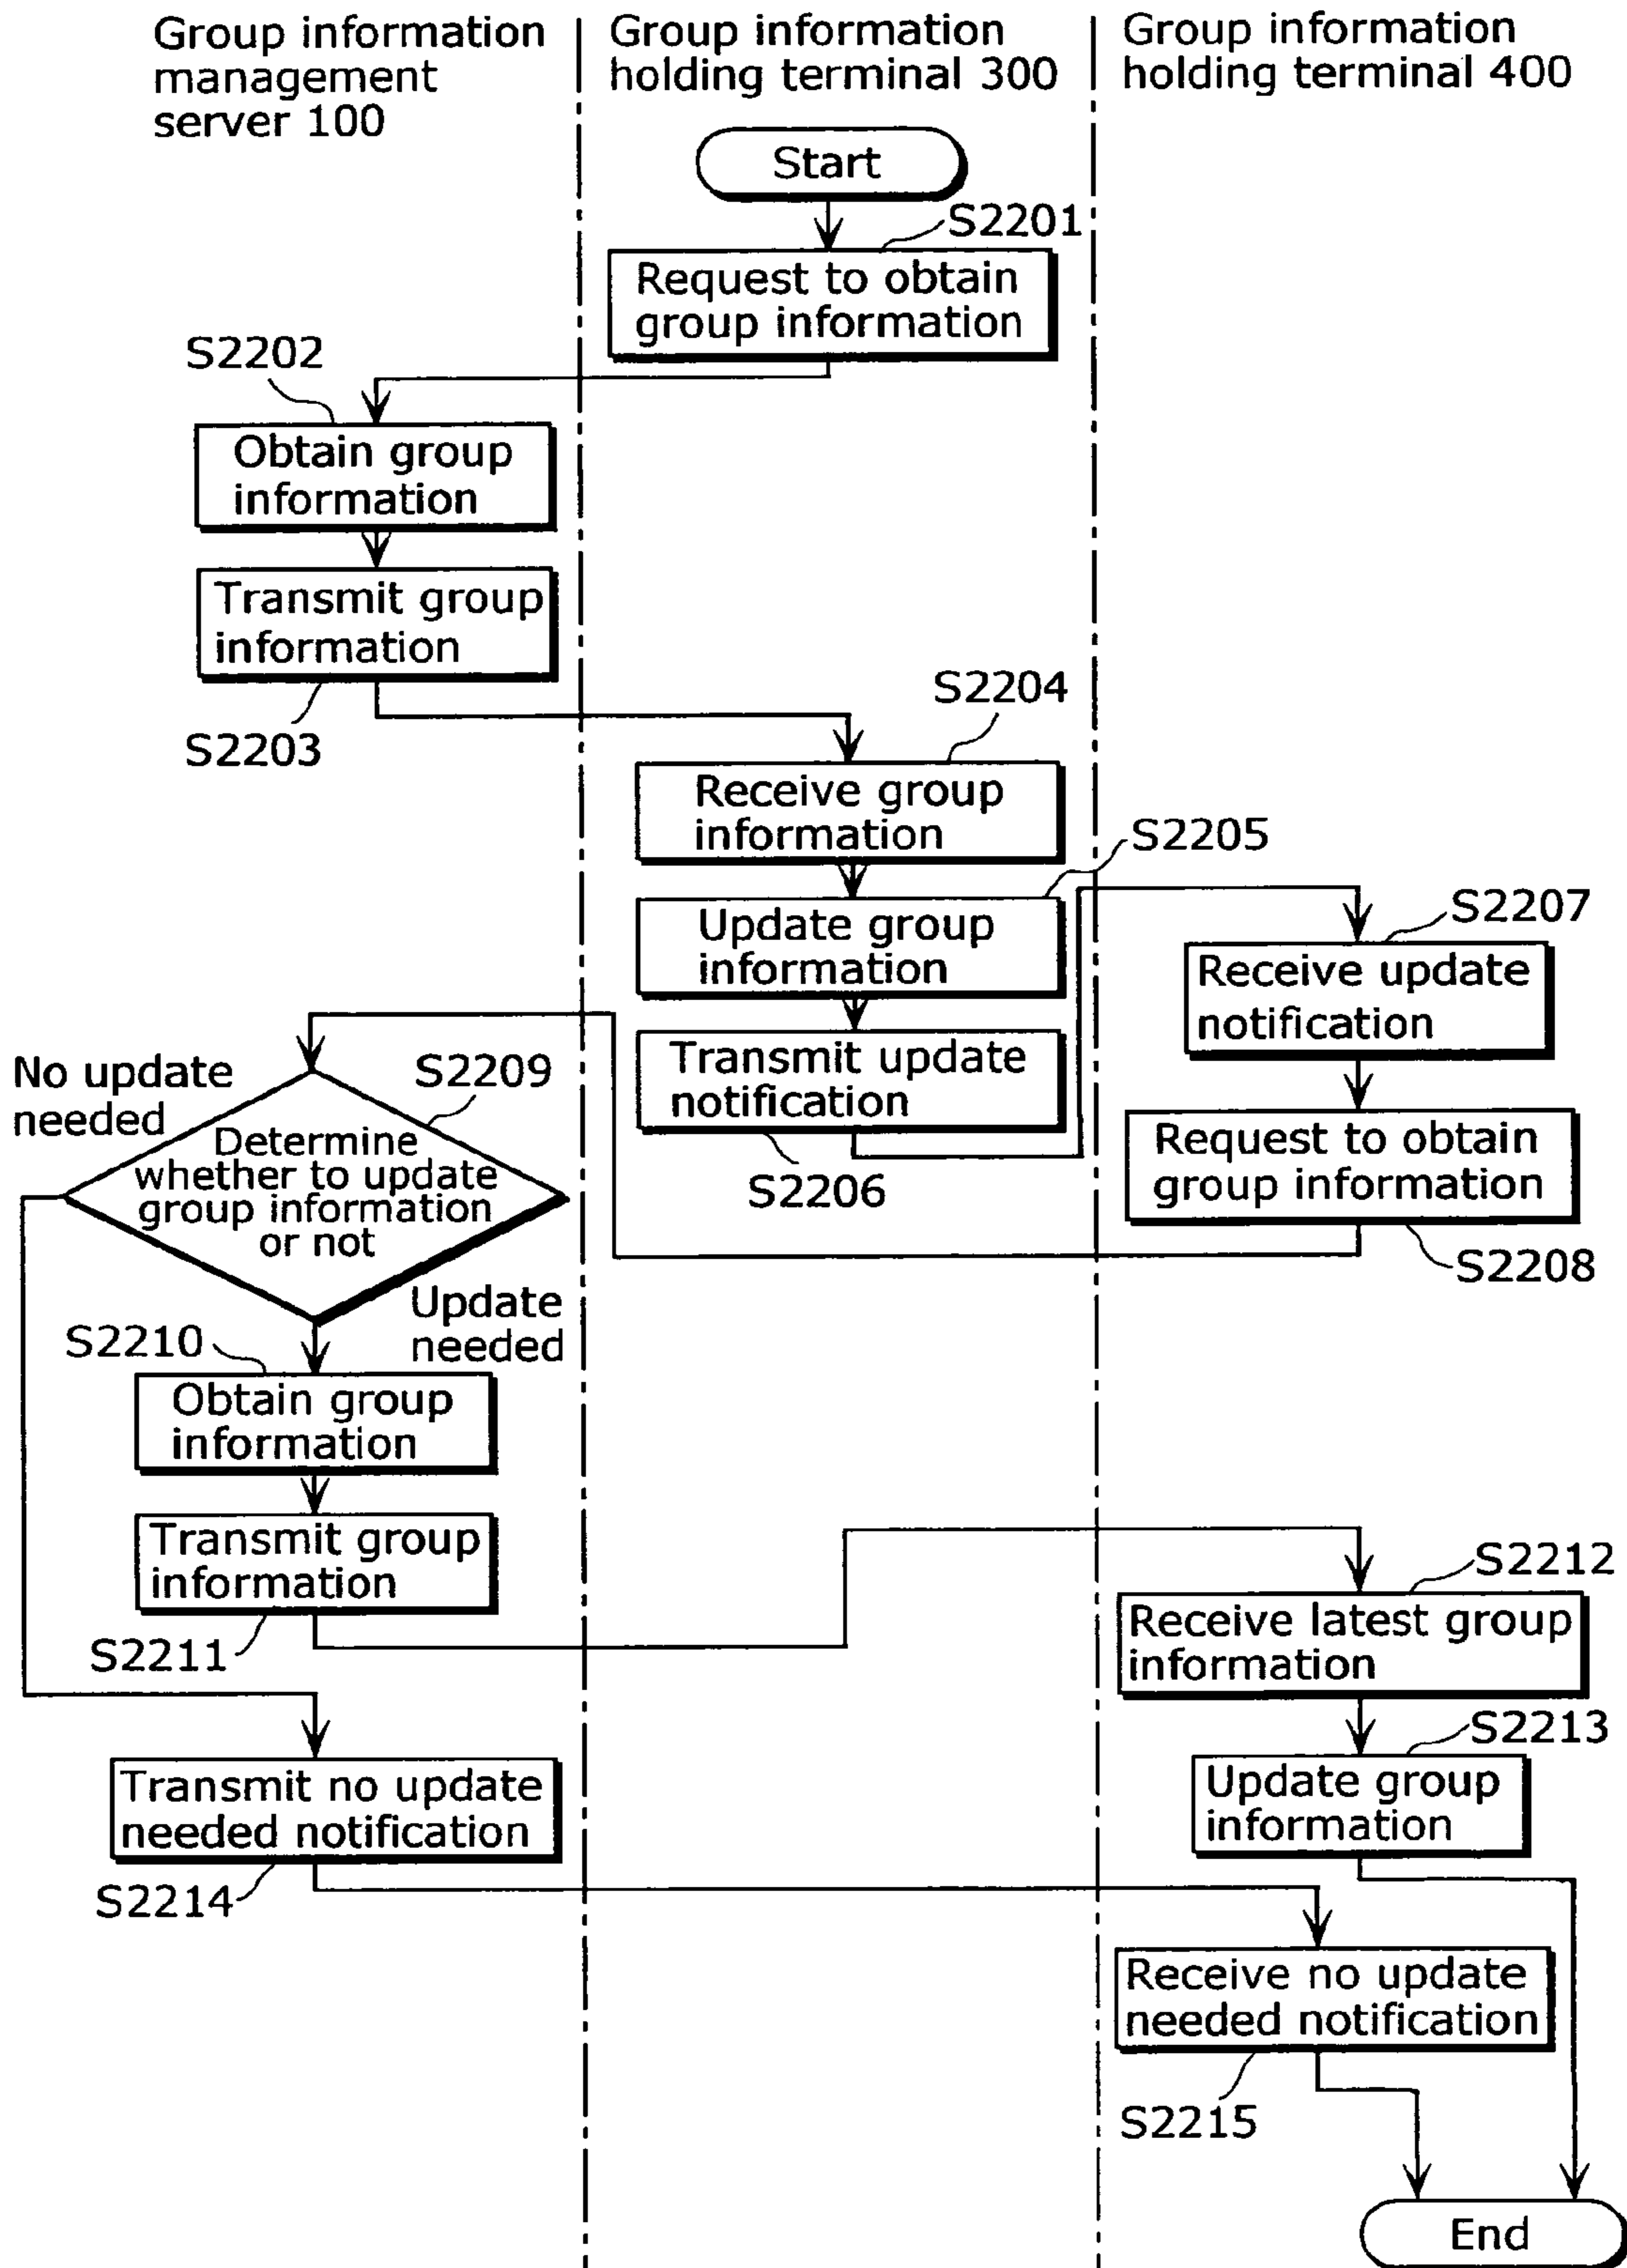 Group information
management
server 100
Group information
holding terminal 300
Group information
holding terminal 400
Start
S2201
Request to obtain
group information
S2202
Obtain group
information
Transmit group
information
S2203
S2204
Receive group
information
S2205
Update group
information
S2207
Receive update
notification
Transmit update
notification
S2206
Request to obtain
group information
S2208
No update
needed
S2209
Determine
whether to update
group information
or not
Update
needed
S2210
Obtain group
information
Transmit group
information
S2211
S2212
Receive latest group
information
S2213
Update group
information
Transmit no update
needed notification
S2214
Receive no update
needed notification
S2215
End